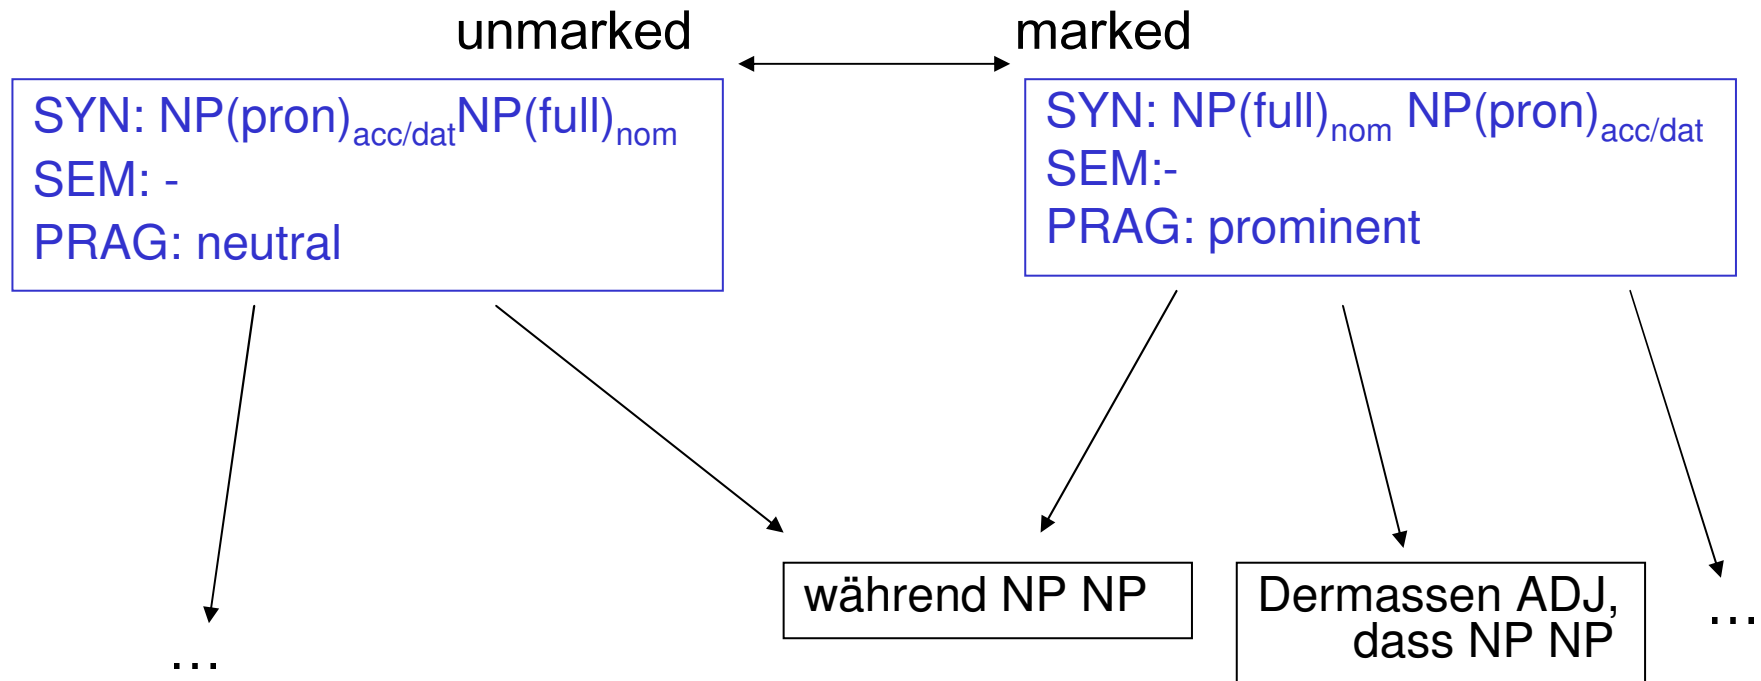 unmarked
marked
SYN: NP(pron)acc/datNP(full)nom
SEM: -
PRAG: neutral
SYN: NP(full)nom NP(pron)acc/dat
SEM:-
PRAG: prominent
während NP NP
Dermassen ADJ,
dass NP NP
...
...